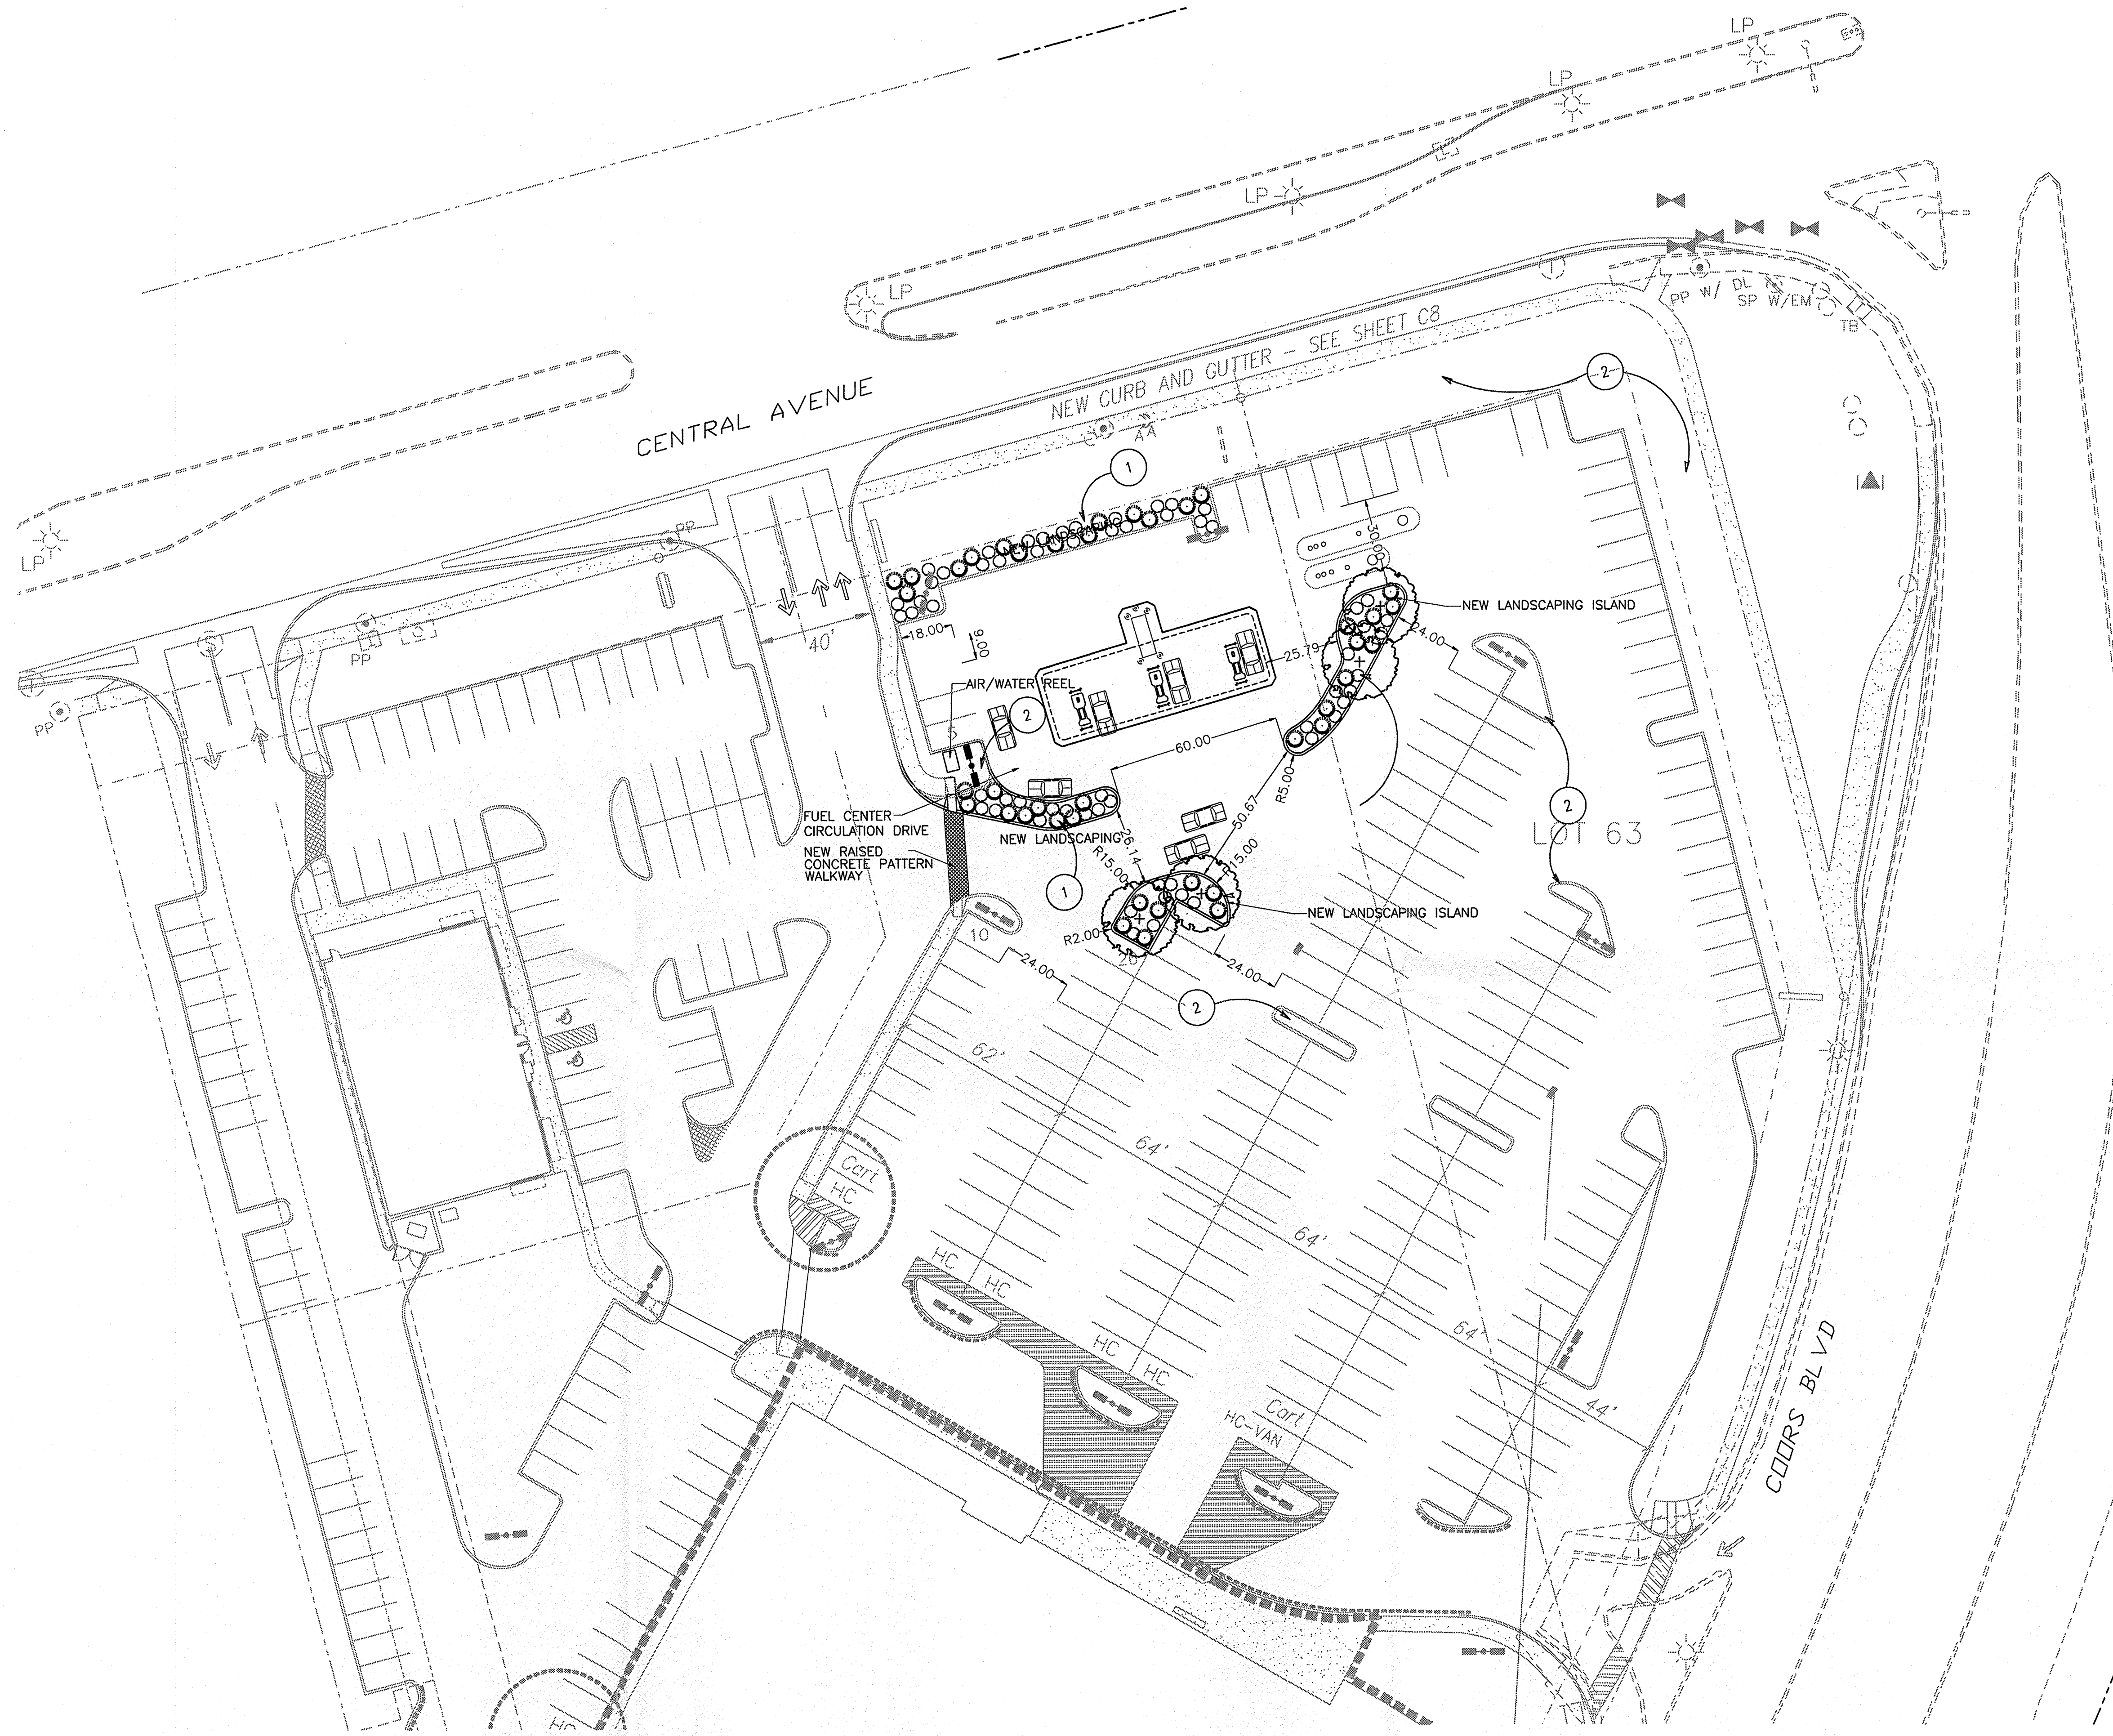 LP
LP
LP
LP
PP W/ DL
SP W/EM
TB
NEW CURB AND GUTTER - SEE SHEET C8
CENTRAL AVENUE
2
AA
1
LP
PP
NEW LANDSCAPING
30.00
NEW LANDSCAPING ISLAND
18.00
9.00
24.00
40'
25.79
PP
PP
AIR/WATER REEL
2
5
60.00
R5.00
2
FUEL CENTER
CIRCULATION DRIVE
NEW LANDSCAPING
LOT 63
NEW RAISED
CONCRETE PATTERN
WALKWAY
26.14
50.67
R15.00
15.00
1
NEW LANDSCAPING ISLAND
10
R2.00
24.00
24.00
2
62'
64'
Cart
HC
64'
HC
HC
64'
HC
HC
Cart
HC-VAN
44'
COORS BLVD
HC